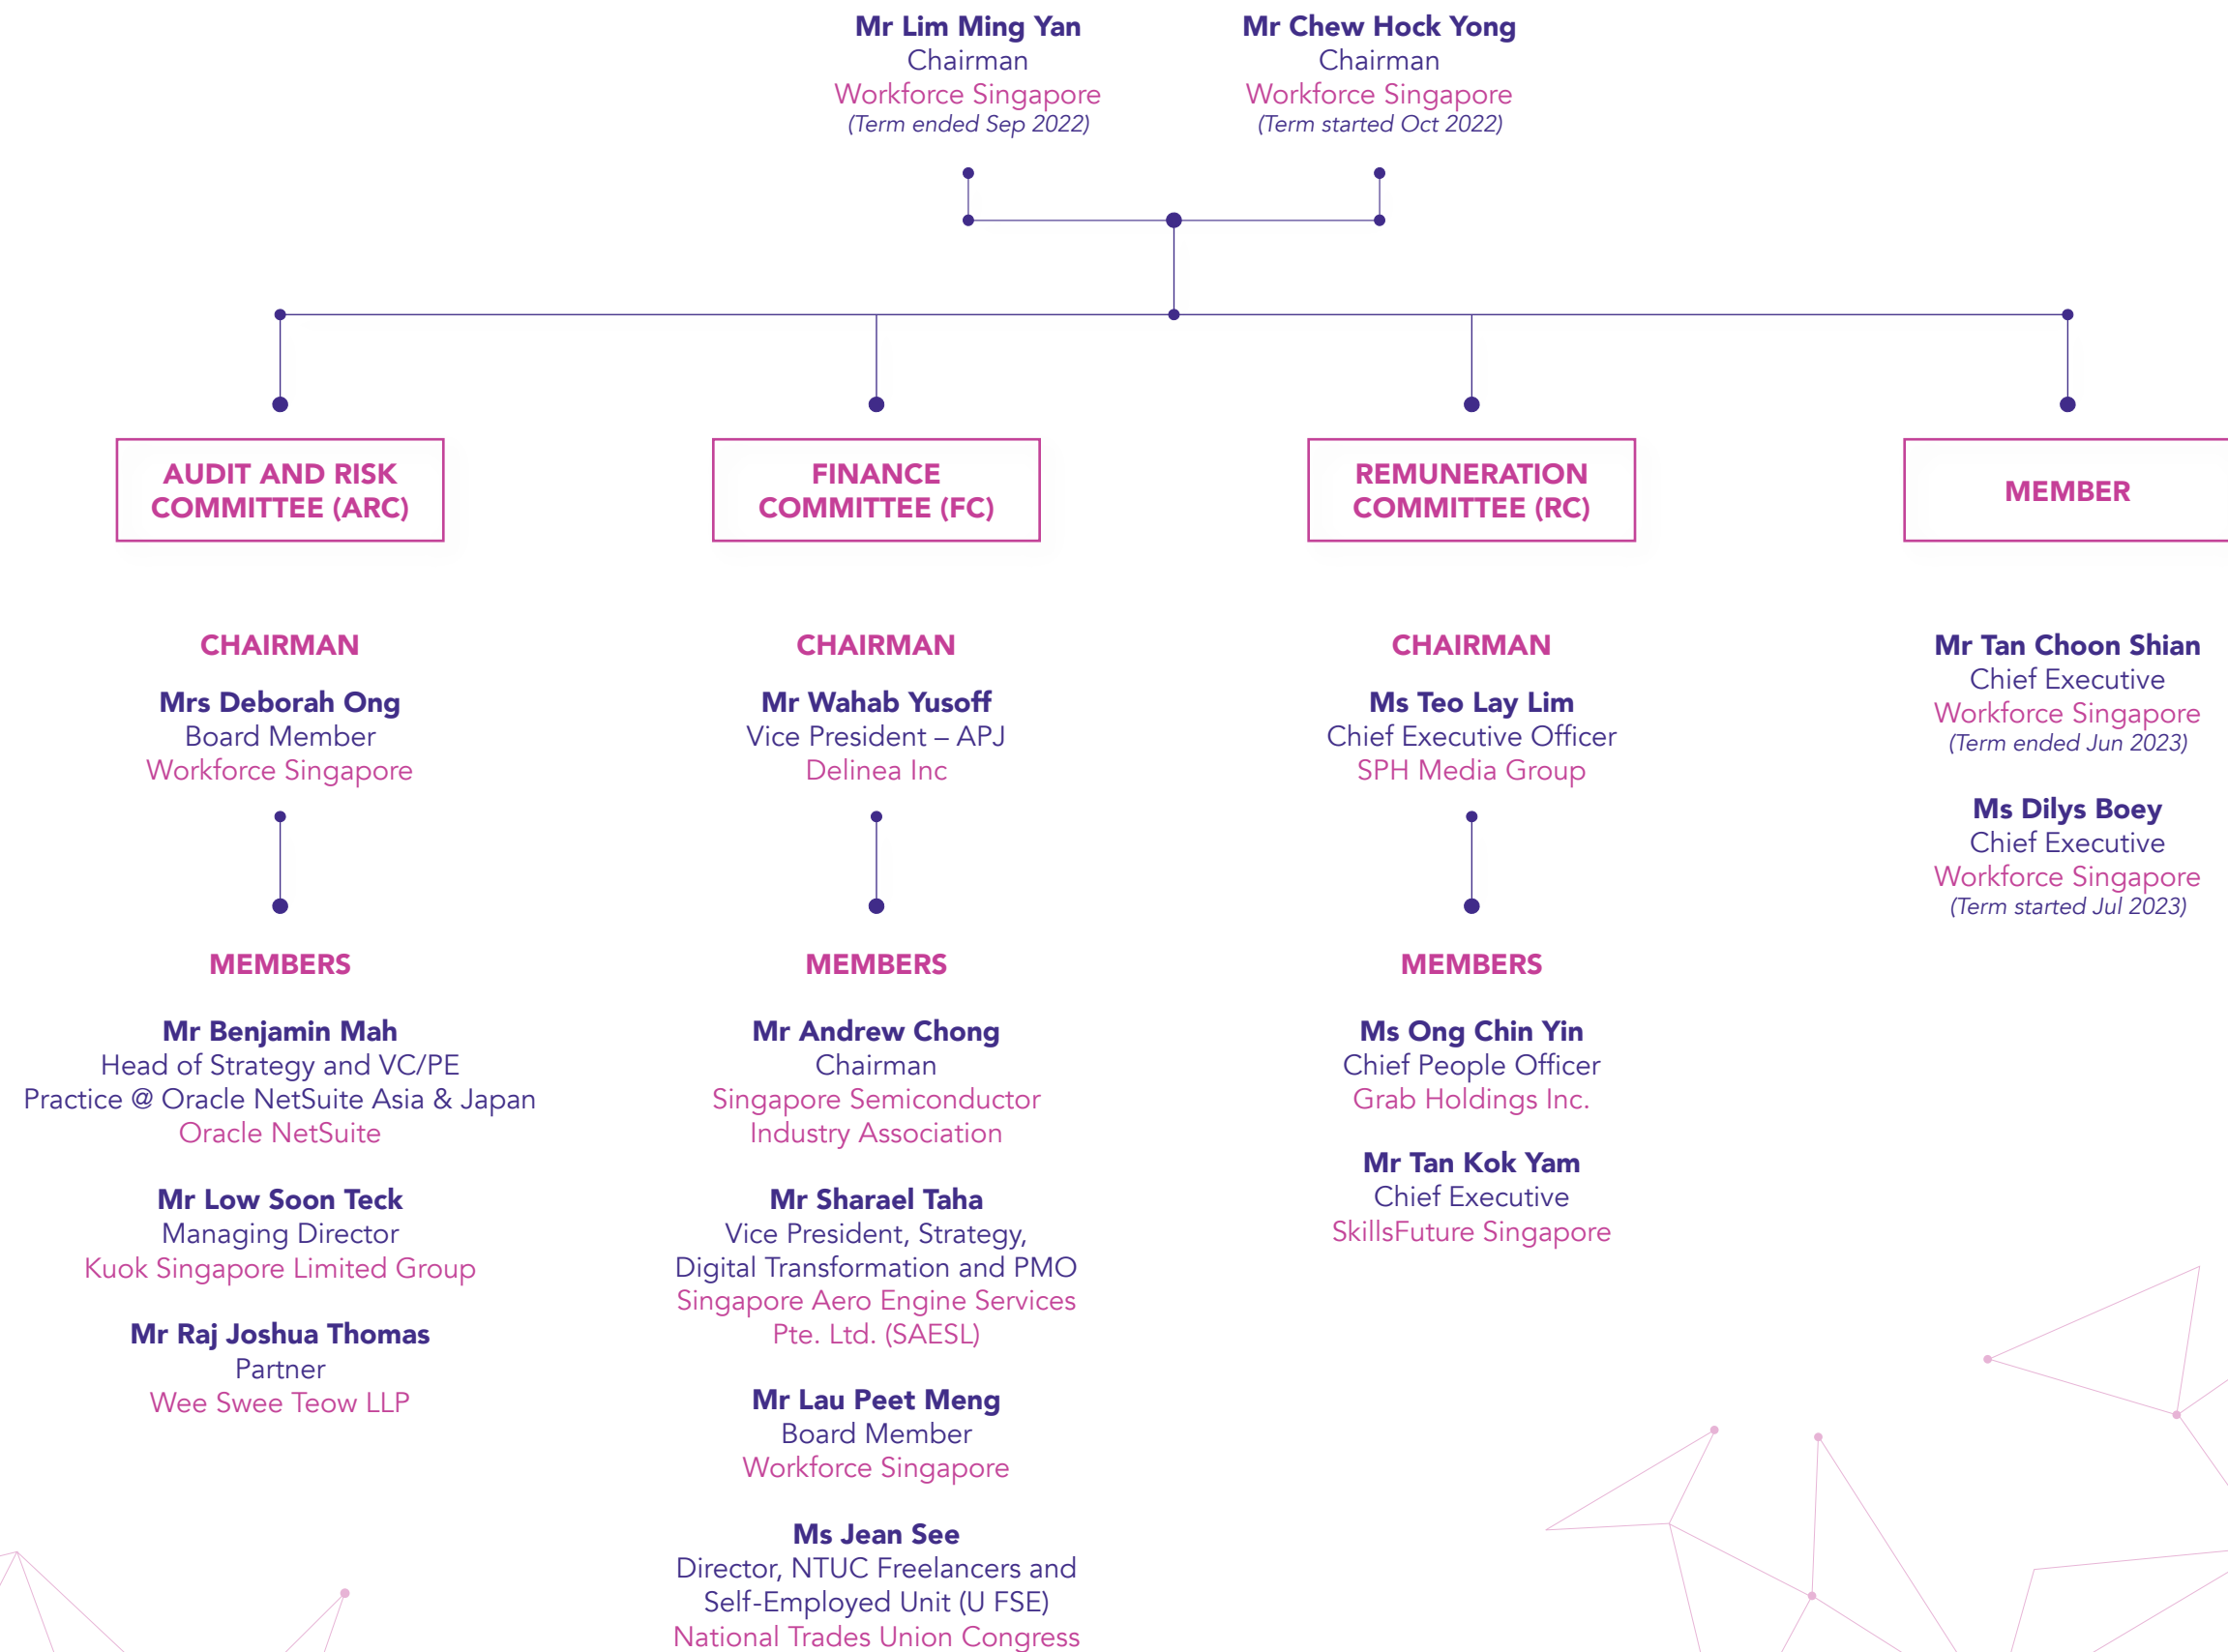 Mr Lim Ming Yan
Chairman
Workforce Singapore
(Term ended Sep 2022)
Mr Chew Hock Yong
Chairman
Workforce Singapore
(Term started Oct 2022)
AUDIT AND RISK
COMMITTEE (ARC)
CHAIRMAN
Mrs Deborah Ong
Board Member
Workforce Singapore
MEMBERS
Mr Benjamin Mah
Head of Strategy and VC/PE
Practice @ Oracle NetSuite Asia & Japan
Oracle NetSuite
Mr Low Soon Teck
Managing Director
Kuok Singapore Limited Group
Mr Raj Joshua Thomas
Partner
Wee Swee Teow LLP
FINANCE
COMMITTEE (FC)
CHAIRMAN
Mr Wahab Yusoff
Vice President – APJ
Delinea Inc
MEMBERS
Mr Andrew Chong
Chairman
Singapore Semiconductor
Industry Association
Mr Sharael Taha
Vice President, Strategy,
Digital Transformation and PMO
Singapore Aero Engine Services
Pte. Ltd. (SAESL)
Mr Lau Peet Meng
Board Member
Workforce Singapore
Ms Jean See
Director, NTUC Freelancers and
Self-Employed Unit (U FSE)
National Trades Union Congress
REMUNERATION
COMMITTEE (RC)
CHAIRMAN
Ms Teo Lay Lim
Chief Executive Officer
SPH Media Group
MEMBERS
Ms Ong Chin Yin
Chief People Officer
Grab Holdings Inc.
Mr Tan Kok Yam
Chief Executive
SkillsFuture Singapore
MEMBER
Mr Tan Choon Shian
Chief Executive
Workforce Singapore
(Term ended Jun 2023)
Ms Dilys Boey
Chief Executive
Workforce Singapore
(Term started Jul 2023)